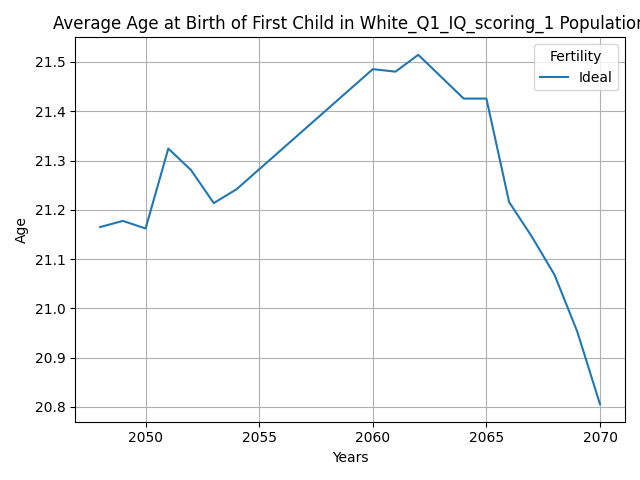 Average Age at Birth of First Child in White_Q1_IQ_scoring_1 Population
Fertility
Ideal
21.5
21.4
21.3
21.2
21.1
21.0
20.9
20.8
Age
2050 2055 2060 2065 2070
Years